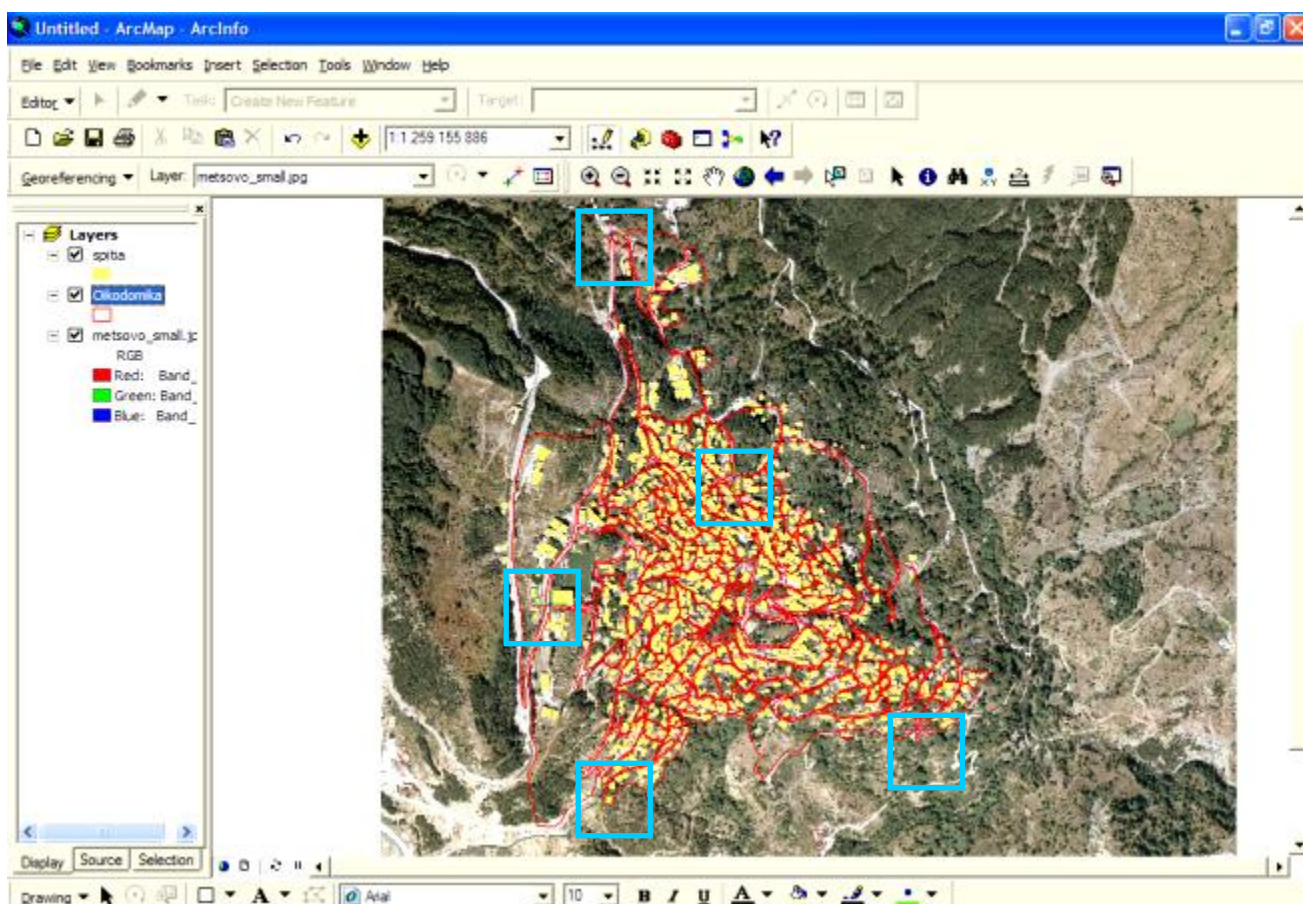 Untitled - ArcMap - ArcInfo
File Edit View Bookmarks Insert Selection Tools Window Help
Editor Task: Create New Feature Target:
1:1.259.155.886
Georeferencing Layer: metsovo_small.jpg
Layers
spitia
Oikodomika
metsovo_small.jp
RGB
Red: Band_
Green: Band_
Blue: Band_
Display Source Selection
Drawing A Arial 10 B I U A